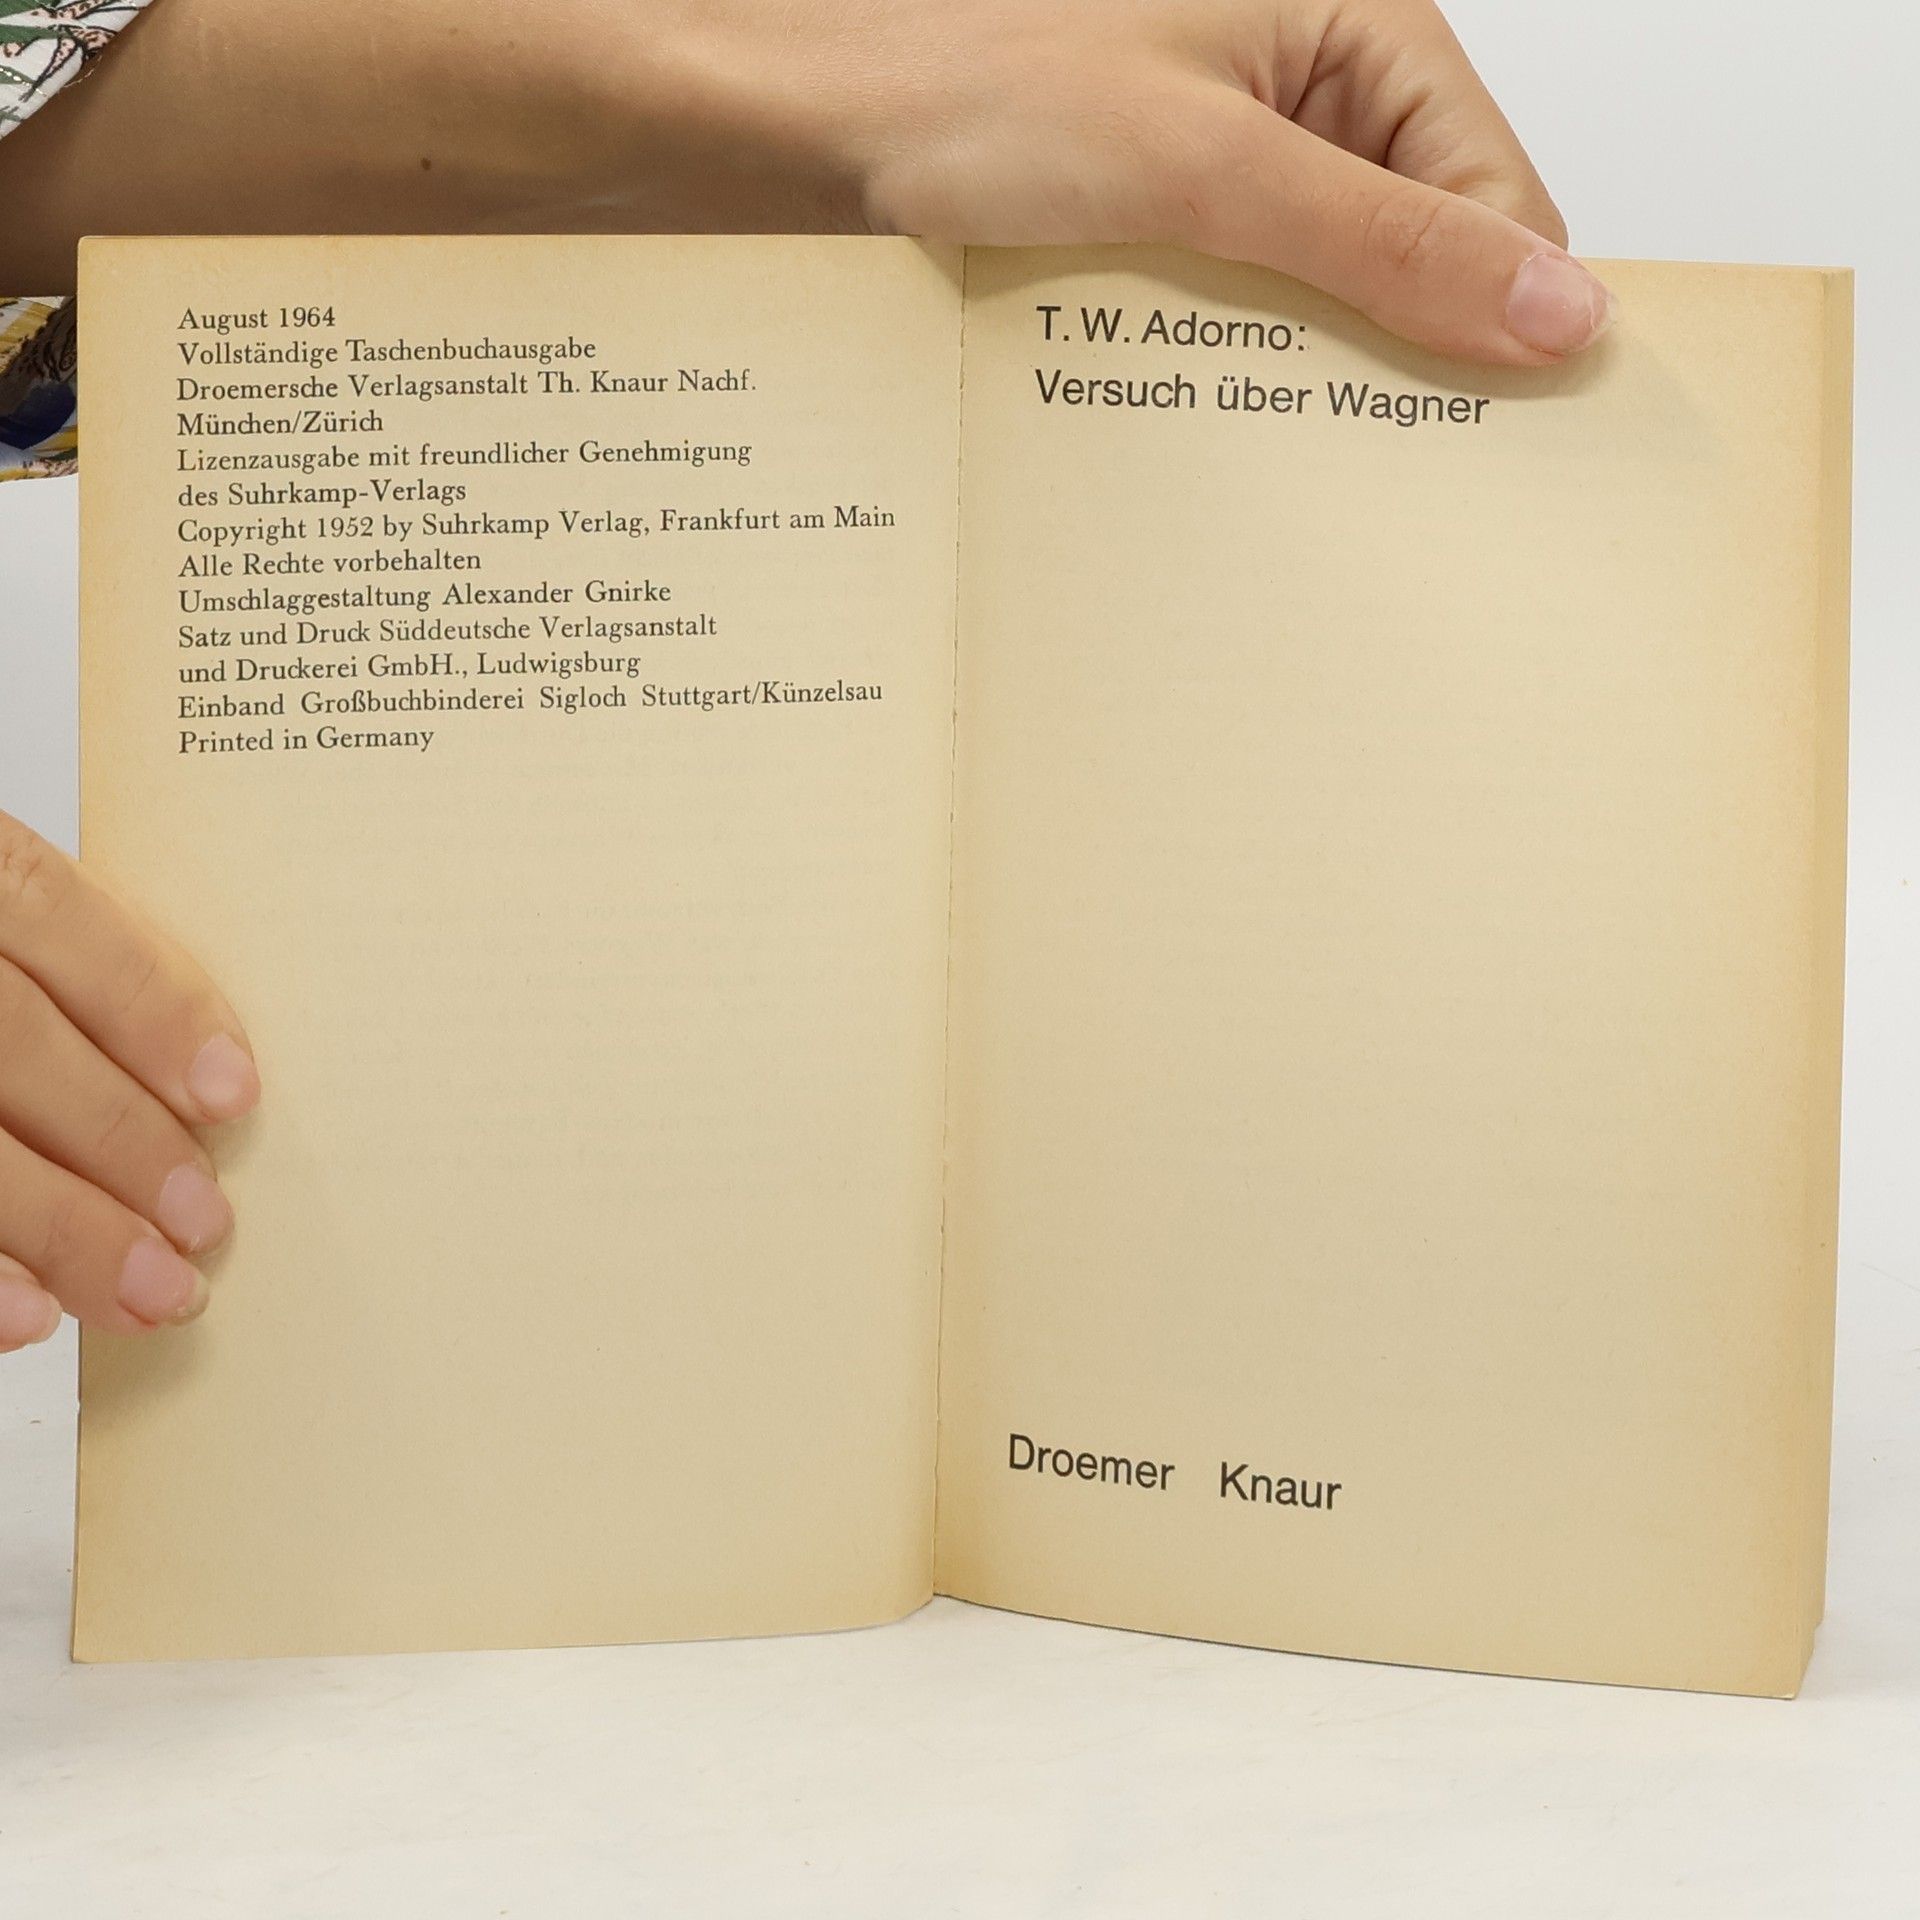 August 1964
Vollständige Taschenbuchausgabe
Droemersche Verlagsanstalt Th. Knaur Nachf.
München/Zürich
Lizenzausgabe mit freundlicher Genehmigung
des Suhrkamp-Verlags
Copyright 1952 by Suhrkamp Verlag, Frankfurt am Main
Alle Rechte vorbehalten
Umschlaggestaltung Alexander Gnirke
Satz und Druck Süddeutsche Verlagsanstalt
und Druckerei GmbH., Ludwigsburg
Einband Großbuchbinderei Sigloch Stuttgart/Künzelsau
Printed in Germany
T. W. Adorno:
Versuch über Wagner
Droemer Knaur